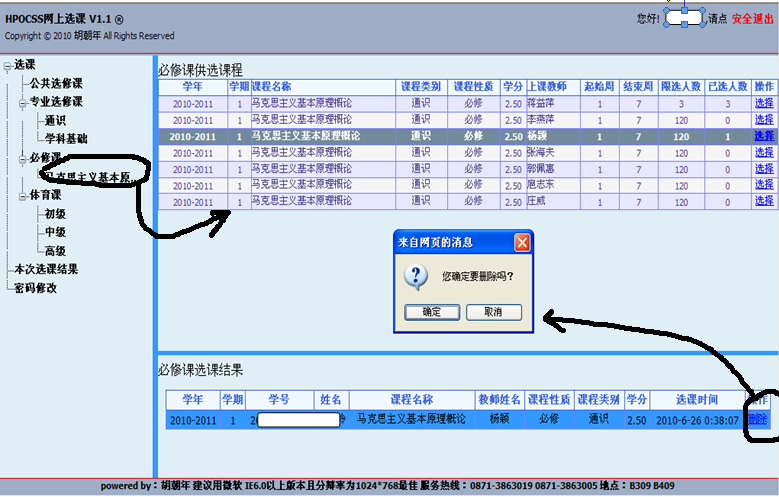 HPOCSS网上选课 V1.1 ®
您好! ,请点 安全退出
Copyright © 2010 胡朝年 All Rights Reserved
选课
公共选修课
专业选修课
通识
学科基础
必修课
马克思主义基本原...
体育课
初级
中级
高级
本次选课结果
密码修改
必修课供选课程
学年 学期 课程名称 课程类别 课程性质 学分 上课教师 起始周 结束周 限选人数 已选人数 操作
2010-2011 1 马克思主义基本原理概论 通识 必修 2.50 蒋益萍 1 7 3 3 选择
2010-2011 1 马克思主义基本原理概论 通识 必修 2.50 李燕萍 1 7 120 0 选择
2010-2011 1 马克思主义基本原理概论 通识 必修 2.50 杨颖 1 7 120 1 选择
2010-2011 1 马克思主义基本原理概论 通识 必修 2.50 张海夫 1 7 120 0 选择
2010-2011 1 马克思主义基本原理概论 通识 必修 2.50 郭佩惠 1 7 120 0 选择
2010-2011 1 马克思主义基本原理概论 通识 必修 2.50 扈志东 1 7 120 0 选择
2010-2011 1 马克思主义基本原理概论 通识 必修 2.50 庄威 1 7 120 0 选择
来自网页的消息
您确定要删除吗?
确定 取消
必修课选课结果
学年 学期 学号 姓名 课程名称 教师姓名 课程性质 课程类别 学分 选课时间 操作
2010-2011 1 2 马克思主义基本原理概论 杨颖 必修 通识 2.50 2010-6-26 0:38:07 删除
powered by：胡朝年 建议用微软 IE6.0以上版本且分辩率为1024*768最佳 服务热线：0871-3863019 0871-3863005 地点：B309 B409